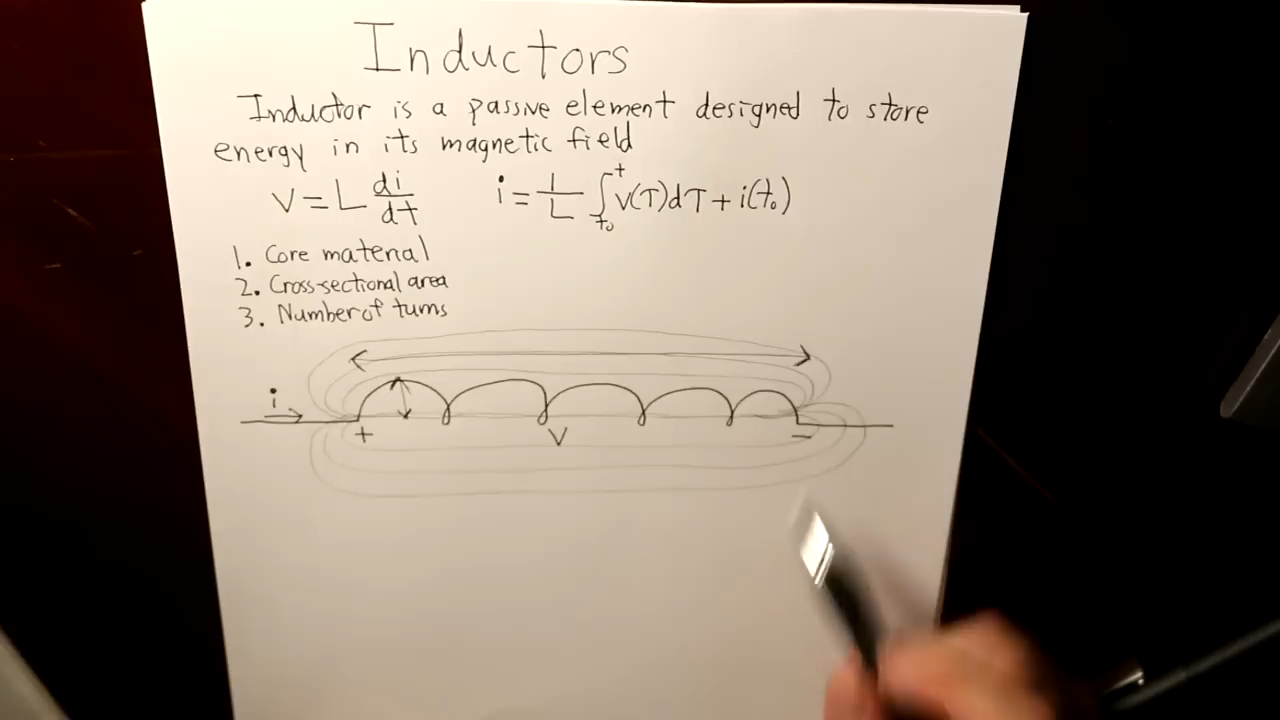 Inductors
Inductor is a passive element designed to store
energy in its magnetic field
V = L di/dt    i = 1/L ∫ t t₀ V(τ)dτ + i(t₀)
1. Core material
2. Cross-sectional area
3. Number of turns
i
+ V −